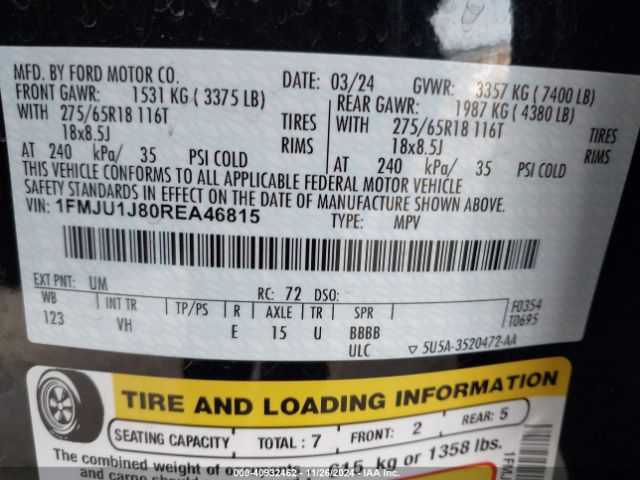 MFD. BY FORD MOTOR CO.
DATE: 03/24 GVWR: 3357 KG ( 7400 LB)
FRONT GAWR: 1531 KG ( 3375 LB)
REAR GAWR: 1987 KG ( 4380 LB)
WITH 275/65R18 116T TIRES
18x8.5J RIMS
WITH 275/65R18 116T TIRES
18x8.5J RIMS
AT 240 kPa/ 35 PSI COLD
AT 240 kPa/ 35 PSI COLD
THIS VEHICLE CONFORMS TO ALL APPLICABLE FEDERAL MOTOR VEHICLE
SAFETY STANDARDS IN EFFECT ON THE DATE OF MANUFACTURE SHOWN ABOVE.
VIN: 1FMJU1J80REA46815
TYPE: MPV
EXT PNT: UM RC: 72 DSO:
WB INT TR TP/PS R AXLE TR SPR
123 VH E 15 U BBBB
ULC
F0354
T0695
5U5A-3520472-AA
TIRE AND LOADING INFORMATION
SEATING CAPACITY TOTAL : 7 FRONT: 2 REAR: 5
The combined weight of 615 kg or 1358 lbs.
and cargo should
1FMJ
00-40932462 - 11/26/2024 - IAA Inc.